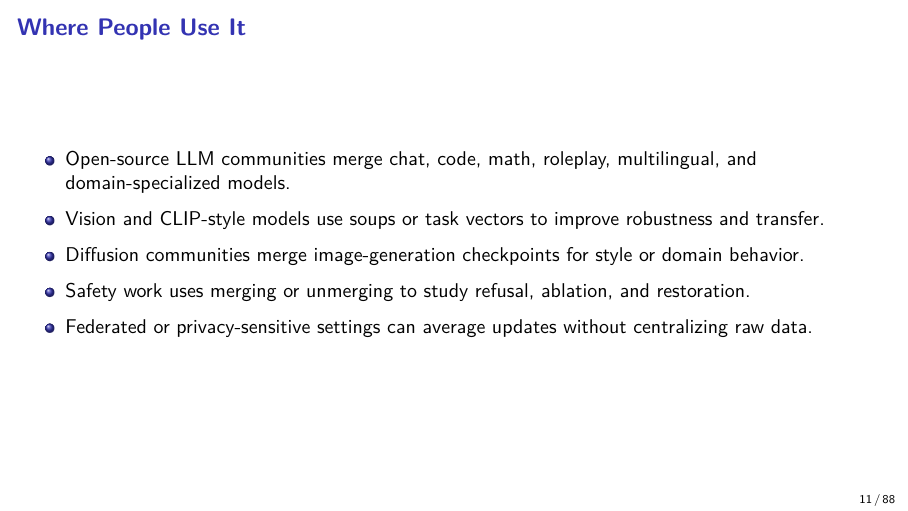 Where People Use It
Open-source LLM communities merge chat, code, math, roleplay, multilingual, and
domain-specialized models.
Vision and CLIP-style models use soups or task vectors to improve robustness and transfer.
Diffusion communities merge image-generation checkpoints for style or domain behavior.
Safety work uses merging or unmerging to study refusal, ablation, and restoration.
Federated or privacy-sensitive settings can average updates without centralizing raw data.
11 / 88